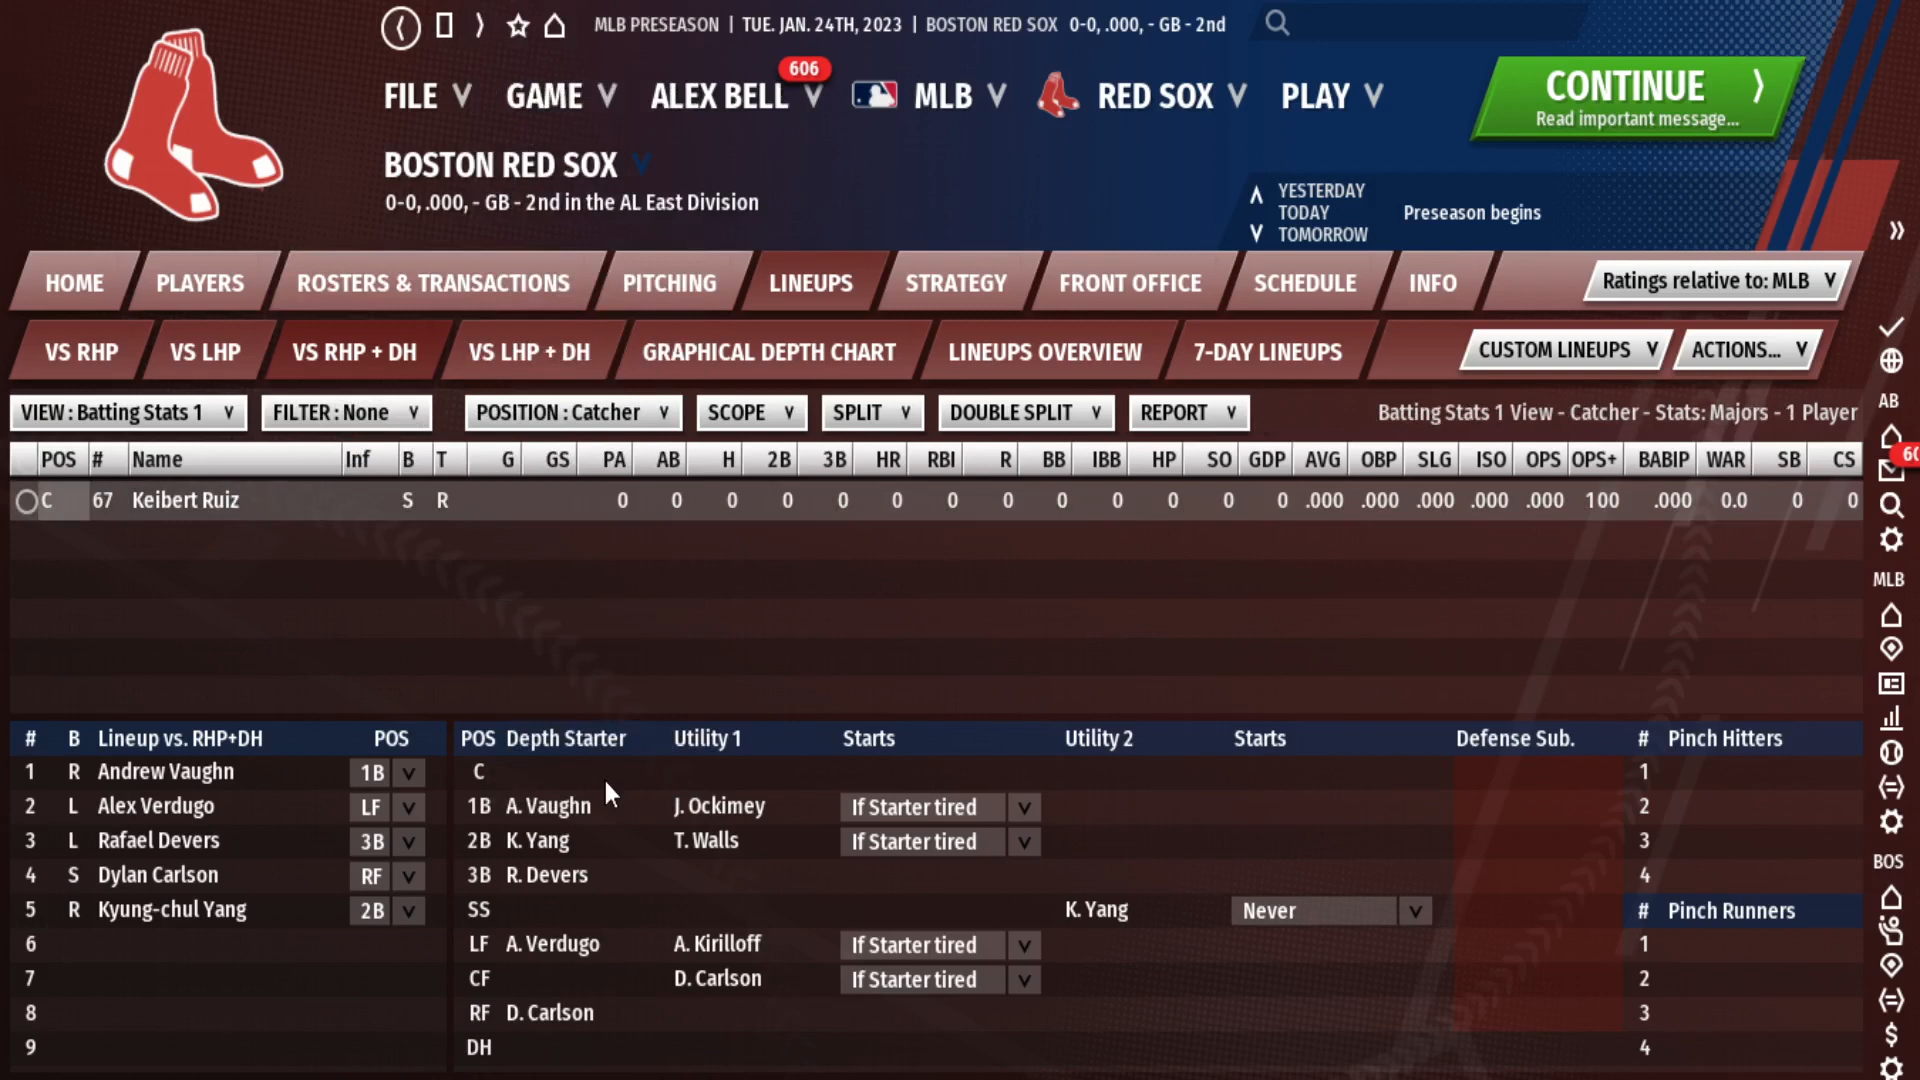 MLB PRESEASON | TUE. JAN. 24TH, 2023 | BOSTON RED SOX 0-0, .000, - GB - 2nd
606
FILE GAME ALEX BELL MLB RED SOX PLAY
CONTINUE
Read important message...
BOSTON RED SOX
0-0, .000, - GB - 2nd in the AL East Division
YESTERDAY
TODAY Preseason begins
TOMORROW
HOME PLAYERS ROSTERS & TRANSACTIONS PITCHING LINEUPS STRATEGY FRONT OFFICE SCHEDULE INFO Ratings relative to: MLB
VS RHP VS LHP VS RHP + DH VS LHP + DH GRAPHICAL DEPTH CHART LINEUPS OVERVIEW 7-DAY LINEUPS CUSTOM LINEUPS ACTIONS...
VIEW : Batting Stats 1 FILTER : None POSITION : Catcher SCOPE SPLIT DOUBLE SPLIT REPORT Batting Stats 1 View - Catcher - Stats: Majors - 1 Player
POS # Name Inf B T G GS PA AB H 2B 3B HR RBI R BB IBB HP SO GDP AVG OBP SLG ISO OPS OPS+ BABIP WAR SB CS
C 67 Keibert Ruiz S R 0 0 0 0 0 0 0 0 0 0 0 0 0 .000 .000 .000 .000 .000 100 .000 0.0 0 0
AB
MLB
BOS
# B Lineup vs. RHP+DH POS
1 R Andrew Vaughn 1B
2 L Alex Verdugo LF
3 L Rafael Devers 3B
4 S Dylan Carlson RF
5 R Kyung-chul Yang 2B
6
7
8
9
POS Depth Starter Utility 1 Starts Utility 2 Starts Defense Sub.
C
1B A. Vaughn J. Ockimey If Starter tired
2B K. Yang T. Walls If Starter tired
3B R. Devers
SS K. Yang Never
LF A. Verdugo A. Kirilloff If Starter tired
CF D. Carlson If Starter tired
RF D. Carlson
DH
# Pinch Hitters
1
2
3
4
# Pinch Runners
1
2
3
4